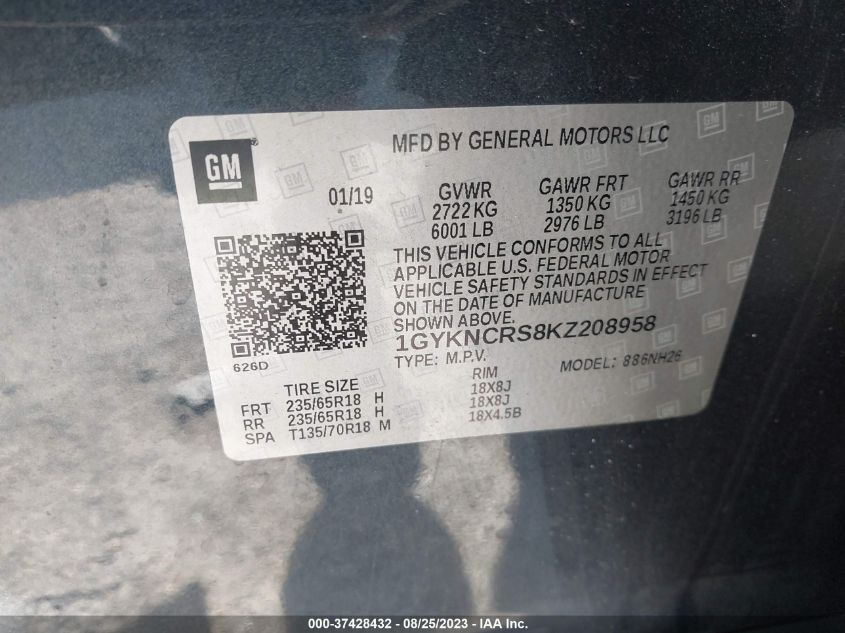 GM
®
MFD BY GENERAL MOTORS LLC
01/19
GVWR GAWR FRT GAWR RR
2722 KG 1350 KG 1450 KG
6001 LB 2976 LB 3196 LB
THIS VEHICLE CONFORMS TO ALL
APPLICABLE U.S. FEDERAL MOTOR
VEHICLE SAFETY STANDARDS IN EFFECT
ON THE DATE OF MANUFACTURE
SHOWN ABOVE.
1GYKNCRS8KZ208958
626D
TYPE: M.P.V. MODEL: 886NH26
TIRE SIZE RIM
FRT 235/65R18 H 18X8J
RR 235/65R18 H 18X8J
SPA T135/70R18 M 18X4.5B
000-37428432 - 08/25/2023 - IAA Inc.